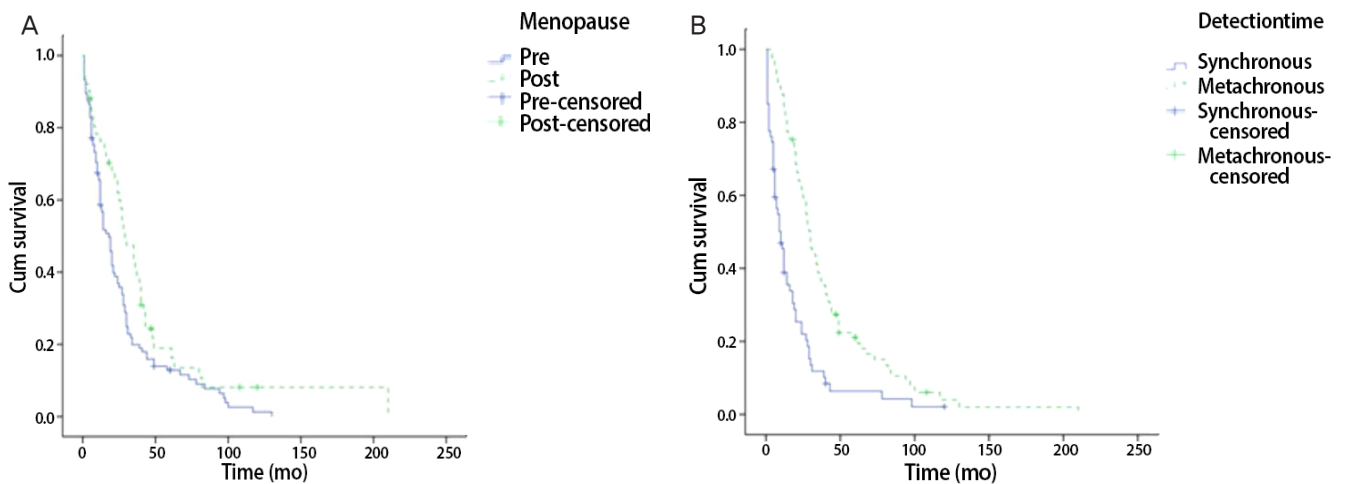 A
Menopause
Pre
Post
Pre-censored
Post-censored
1.0
0.8
0.6
0.4
0.2
0.0
Cum survival
0 50 100 150 200 250
Time (mo)
B
Detectiontime
Synchronous
Metachronous
Synchronous-
censored
Metachronous-
censored
1.0
0.8
0.6
0.4
0.2
0.0
Cum survival
0 50 100 150 200 250
Time (mo)